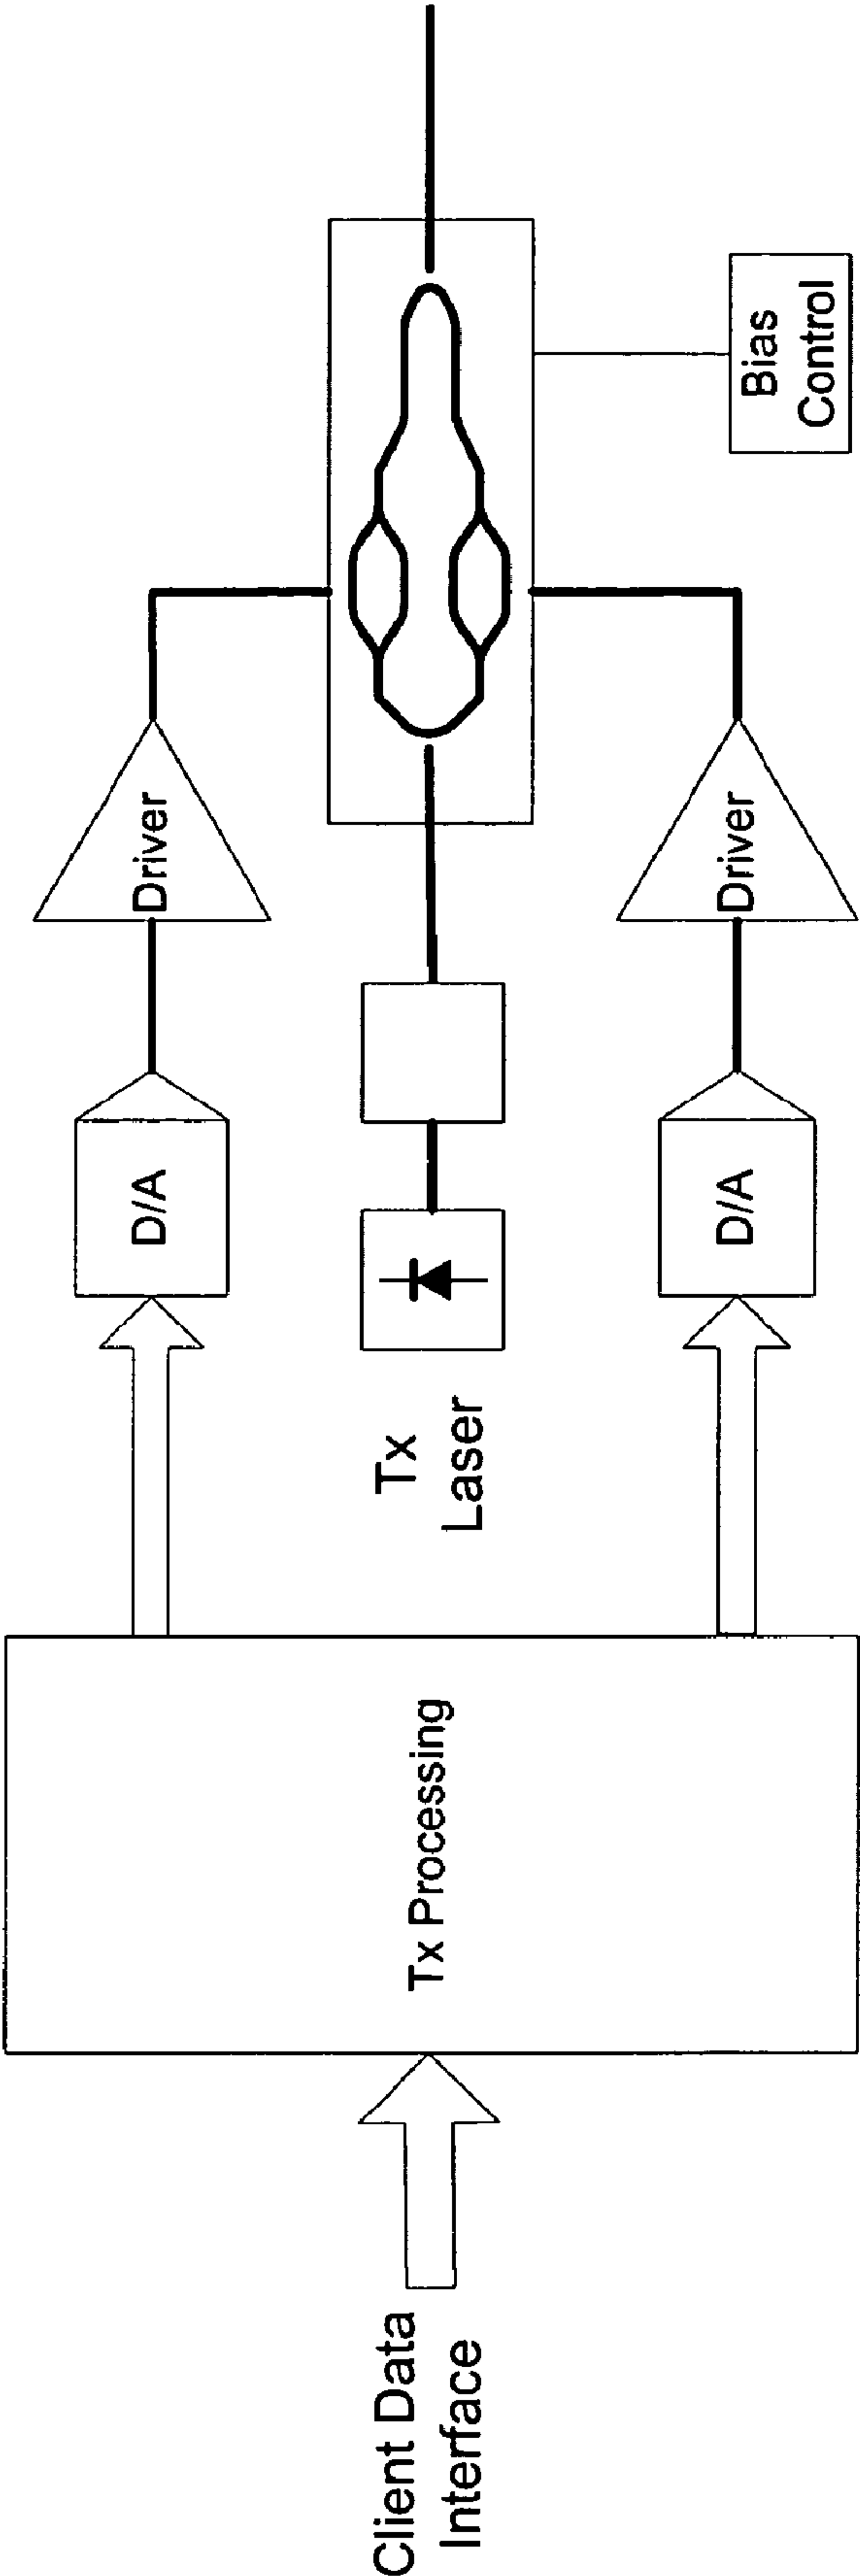 Client Data
Interface
Tx Processing
D/A
Driver
Tx
Laser
D/A
Driver
Bias
Control